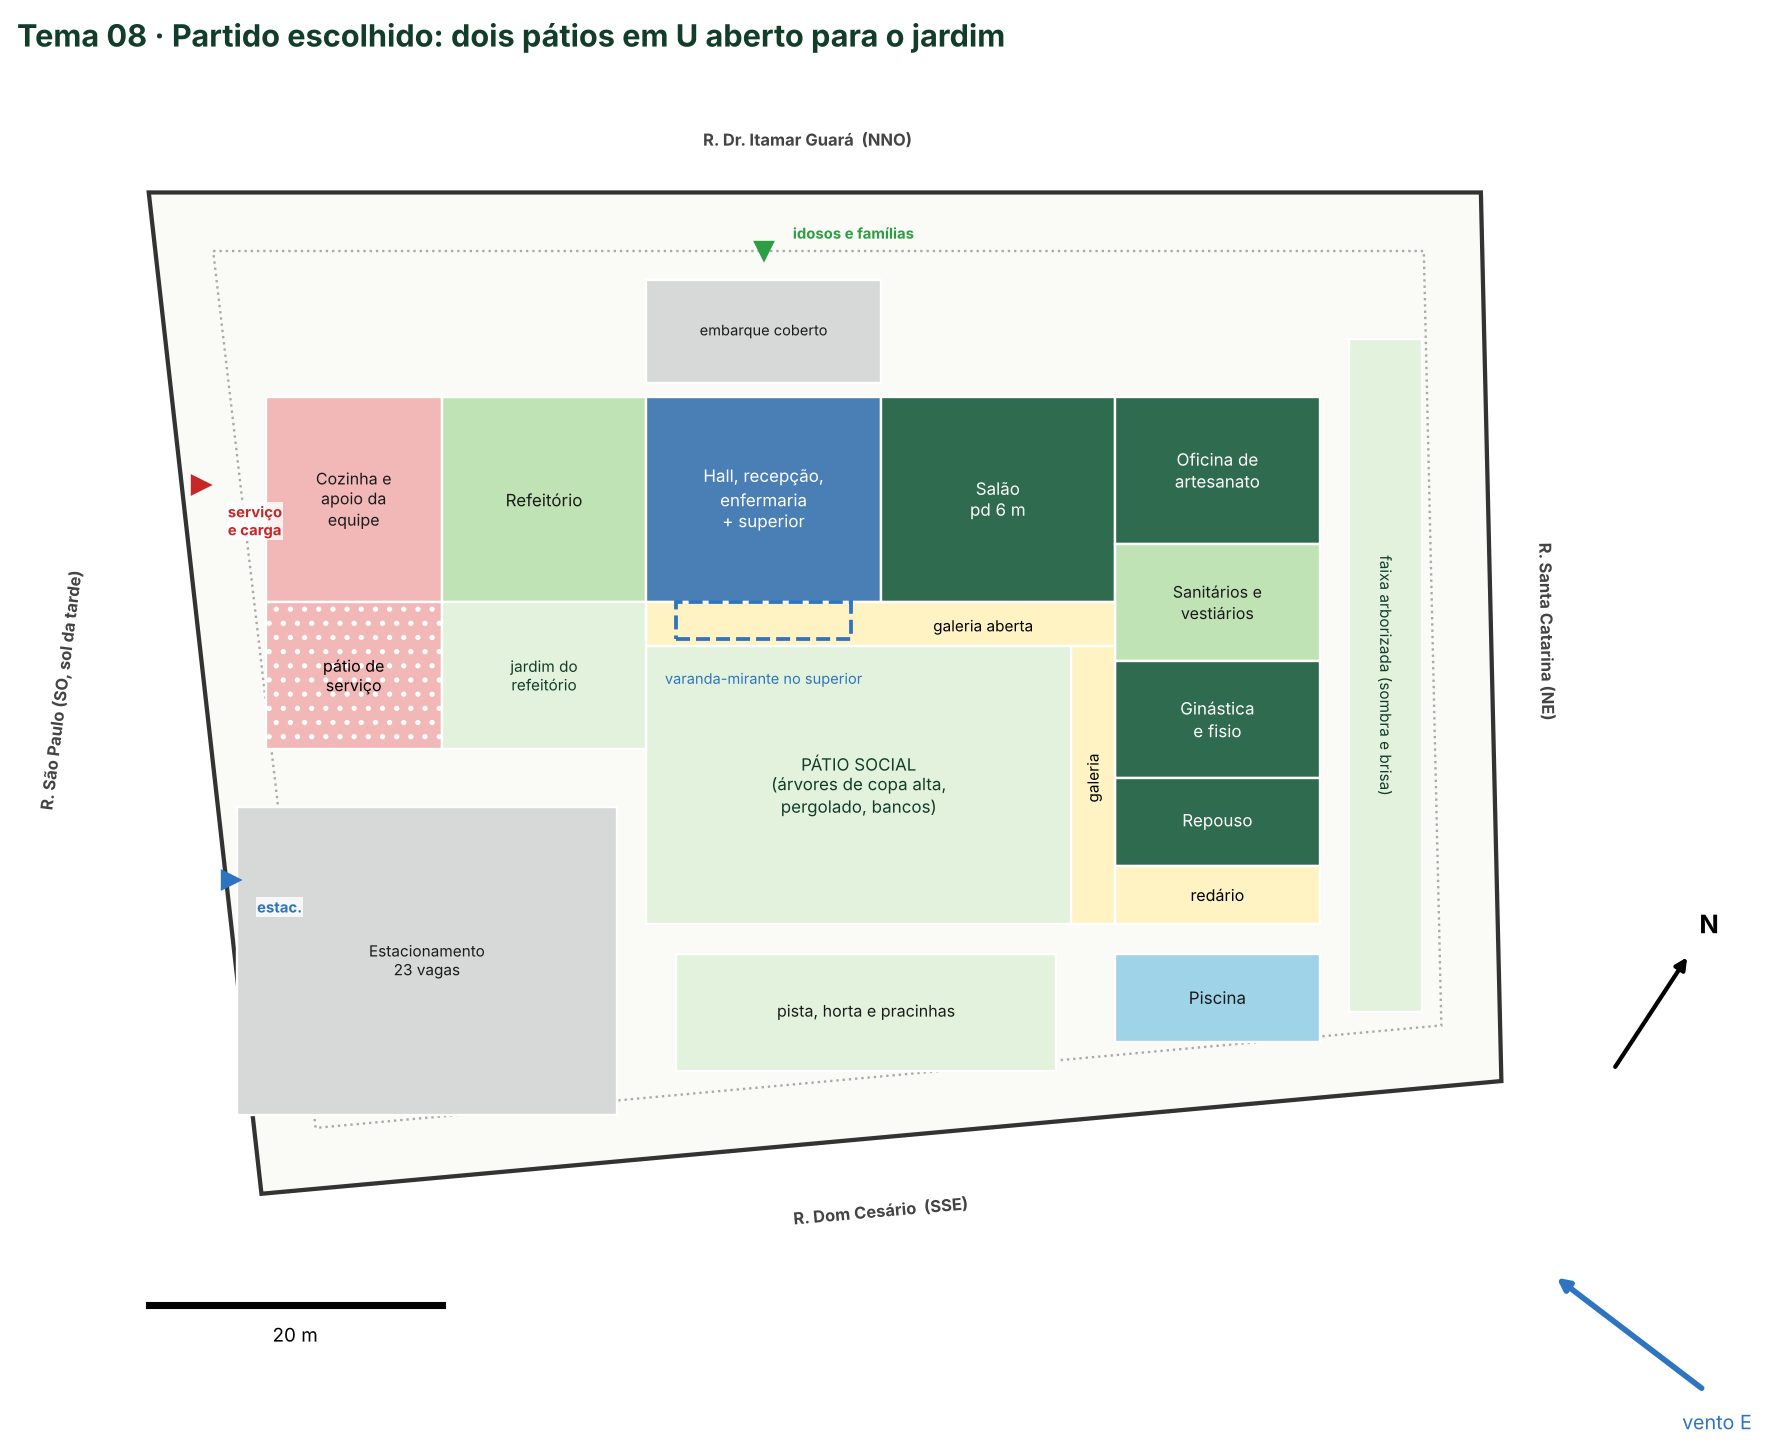 Tema 08 · Partido escolhido: dois pátios em U aberto para o jardim
R. Dr. Itamar Guará (NNO)
idosos e famílias
embarque coberto
Cozinha e
apoio da
equipe
Refeitório
Hall, recepção,
enfermaria
+ superior
Salão
pd 6 m
Oficina de
artesanato
serviço
e carga
Sanitários e
vestiários
galeria aberta
pátio de
serviço
jardim do
refeitório
varanda-mirante no superior
PÁTIO SOCIAL
(árvores de copa alta,
pergolado, bancos)
galeria
Ginástica
e fisio
Repouso
redário
faixa arborizada (sombra e brisa)
R. São Paulo (SO, sol da tarde)
R. Santa Catarina (NE)
estac.
Estacionamento
23 vagas
pista, horta e pracinhas
Piscina
N
R. Dom Cesário (SSE)
20 m
vento E